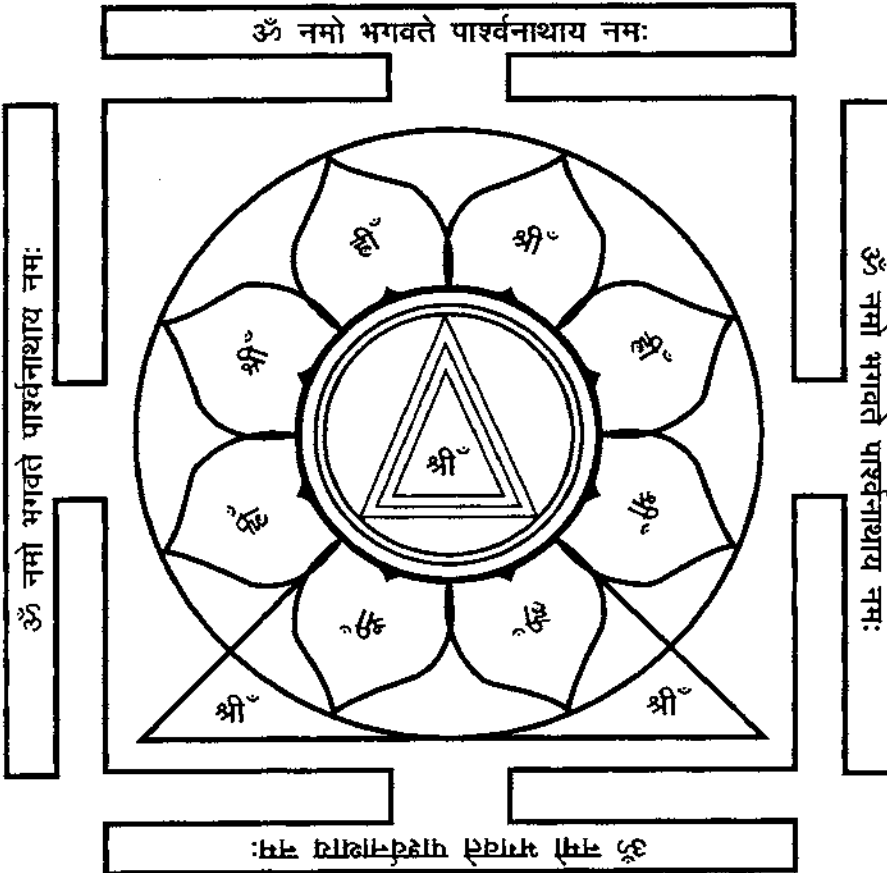 ॐ नमो भगवते पार्श्वनाथाय नमः
ह्रीँ
श्रीँ
श्रीँ
ह्रीँ
श्रीँ
ह्रीँ
श्रीँ
श्रीँ
ह्रीँ
श्रीँ
श्रीँ
ॐ नमो भगवते पार्श्वनाथाय नमः
ॐ नमो भगवते पार्श्वनाथाय नमः
ॐ नमो भगवते पार्श्वनाथाय नमः